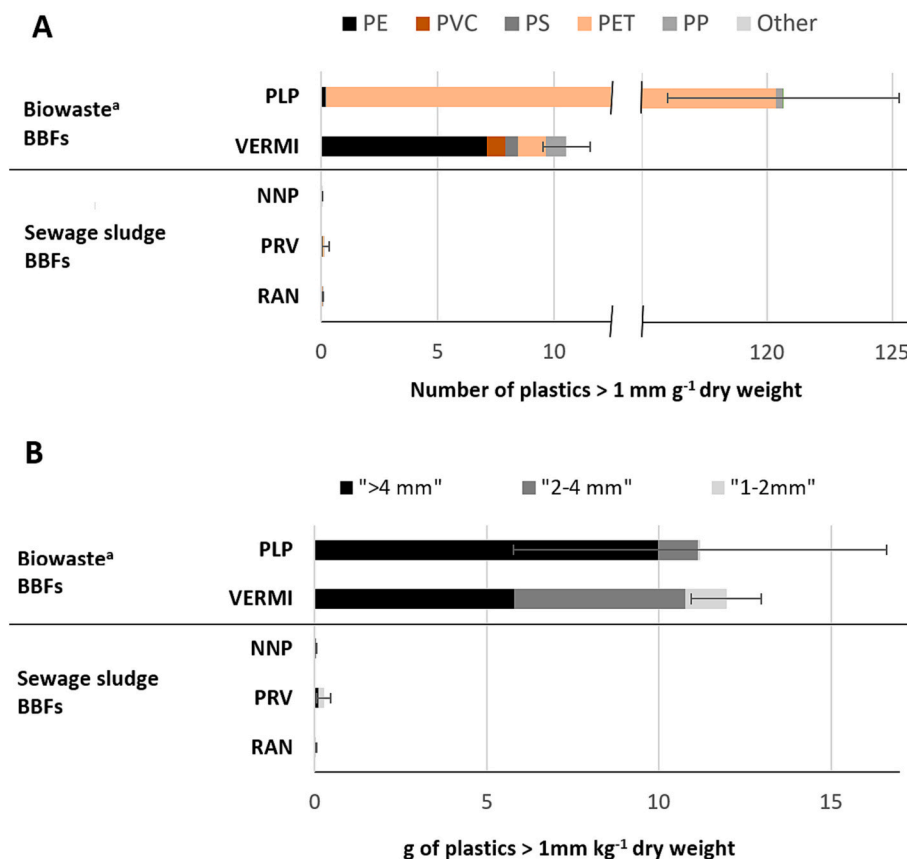 A
PE PVC PS PET PP Other
Biowasteᵃ
BBFs
PLP
VERMI
Sewage sludge
BBFs
NNP
PRV
RAN
0 5 10 120 125
Number of plastics > 1 mm g⁻¹ dry weight
B
">4 mm" "2-4 mm" "1-2mm"
Biowasteᵃ
BBFs
PLP
VERMI
Sewage sludge
BBFs
NNP
PRV
RAN
0 5 10 15
g of plastics > 1mm kg⁻¹ dry weight